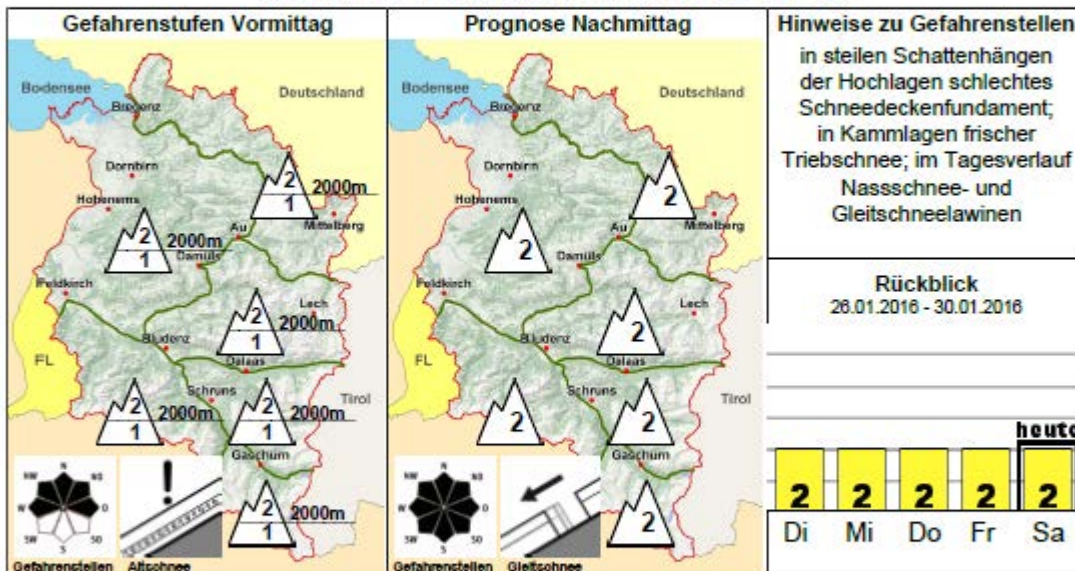 Gefahrenstufen Vormittag
Bodensee
Deutschland
Bregenz
Dornbirn
2
1
2000m
Hohenems
Mittelberg
2
1
2000m
Au
Damüls
Feldkirch
2
1
2000m
Lech
Bludenz
FL
Dalaas
Schruns
Tirol
2
1
2000m
2
1
2000m
Gaschurn
2
1
2000m
N
NW
NO
W
O
SW
SO
S
!
Gefahrenstellen
Altschnee
Prognose Nachmittag
Bodensee
Deutschland
Bregenz
Dornbirn
2
Hohenems
Mittelberg
2
Au
Damüls
Feldkirch
2
Lech
Bludenz
FL
Dalaas
Schruns
Tirol
2
2
Gaschurn
2
N
NW
NO
W
O
SW
SO
S
Gefahrenstellen
Gleitschnee
Hinweise zu Gefahrenstellen
in steilen Schattenhängen
der Hochlagen schlechtes
Schneedeckenfundament;
in Kammlagen frischer
Triebschnee; im Tagesverlauf
Nassschnee- und
Gleitschneelawinen
Rückblick
26.01.2016 - 30.01.2016
heute
2 2 2 2 2
Di Mi Do Fr Sa